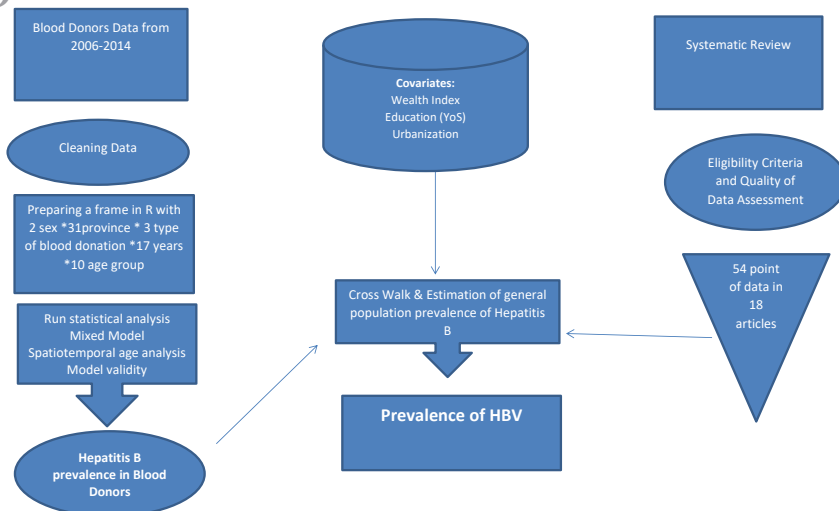 Blood Donors Data from
2006-2014
Cleaning Data
Preparing a frame in R with
2 sex *31province * 3 type
of blood donation *17 years
*10 age group
Run statistical analysis
Mixed Model
Spatiotemporal age analysis
Model validity
Hepatitis B
prevalence in Blood
Donors
Covariates:
Wealth Index
Education (YoS)
Urbanization
Cross Walk & Estimation of general
population prevalence of Hepatitis
B
Prevalence of HBV
Systematic Review
Eligibility Criteria
and Quality of
Data Assessment
54 point
of data in
18
articles